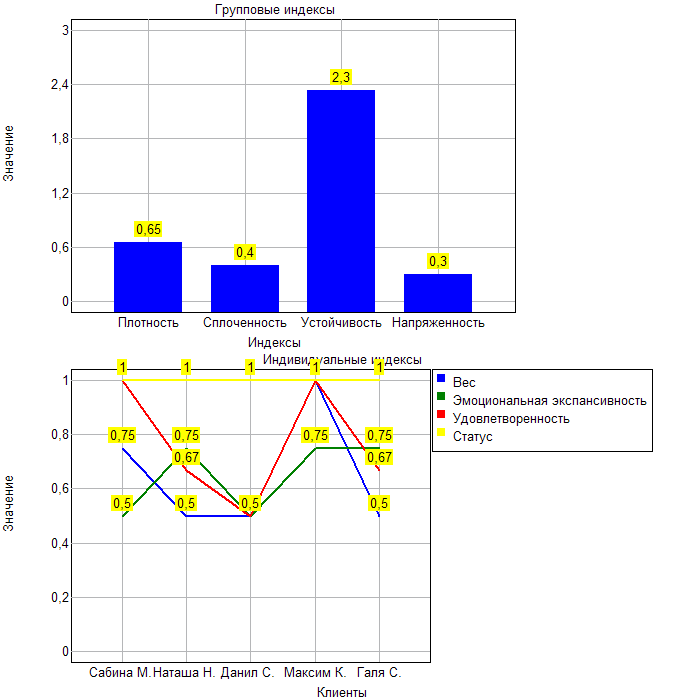 Групповые индексы
3
2,4
1,8
1,2
0,6
0
Значение
0,65
0,4
2,3
0,3
Плотность Сплоченность Устойчивость Напряженность
Индексы
Индивидуальные индексы
1
0,8
0,6
0,4
0,2
0
Значение
1 1 1 1 1
0,75 0,75 0,75 0,75
0,67 0,67
0,5 0,5 0,5 0,5
Сабина М. Наташа Н. Данил С. Максим К. Галя С.
Клиенты
Вес
Эмоциональная экспансивность
Удовлетворенность
Статус